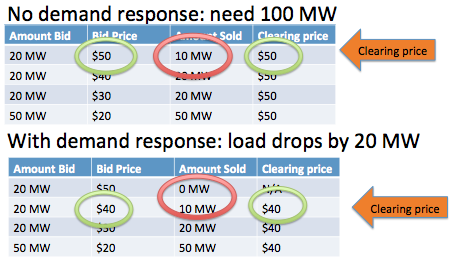 No demand response: need 100 MW
Amount Bid Bid Price Amount Sold Clearing price
20 MW $50 10 MW $50
20 MW $40 20 MW $50
20 MW $30 20 MW $50
50 MW $20 50 MW $50
Clearing price
With demand response: load drops by 20 MW
Amount Bid Bid Price Amount Sold Clearing price
20 MW $50 0 MW N/A
20 MW $40 10 MW $40
20 MW $30 20 MW $40
50 MW $20 50 MW $40
Clearing price